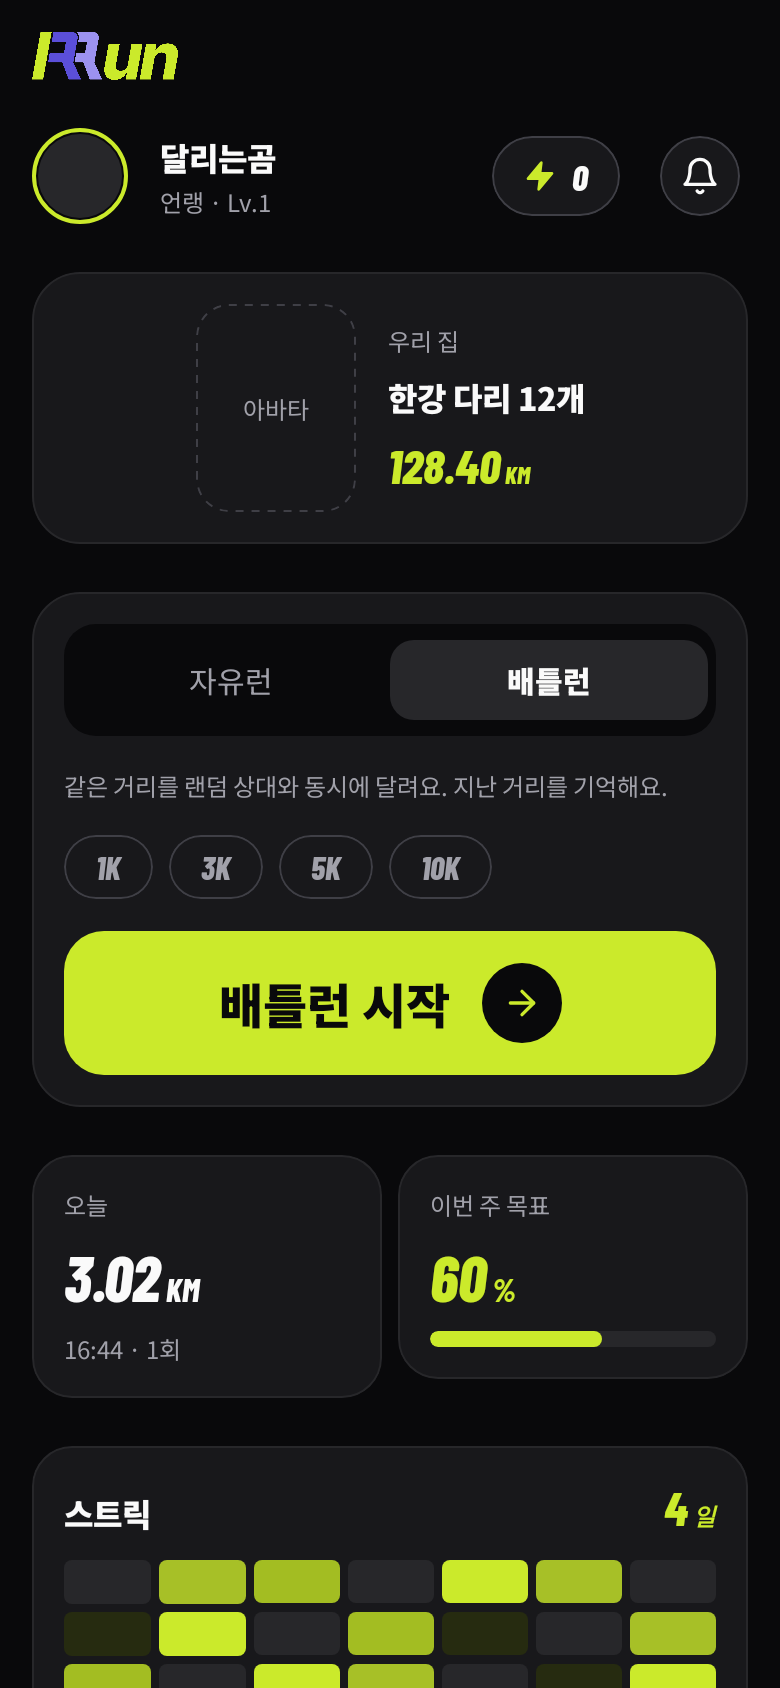 RRun
달리는곰
언랭 · Lv.1
0
아바타
우리 집
한강 다리 12개
128.40 KM
자유런
배틀런
같은 거리를 랜덤 상대와 동시에 달려요. 지난 거리를 기억해요.
1K 3K 5K 10K
배틀런 시작
오늘
3.02 KM
16:44 · 1회
이번 주 목표
60 %
스트릭
4 일